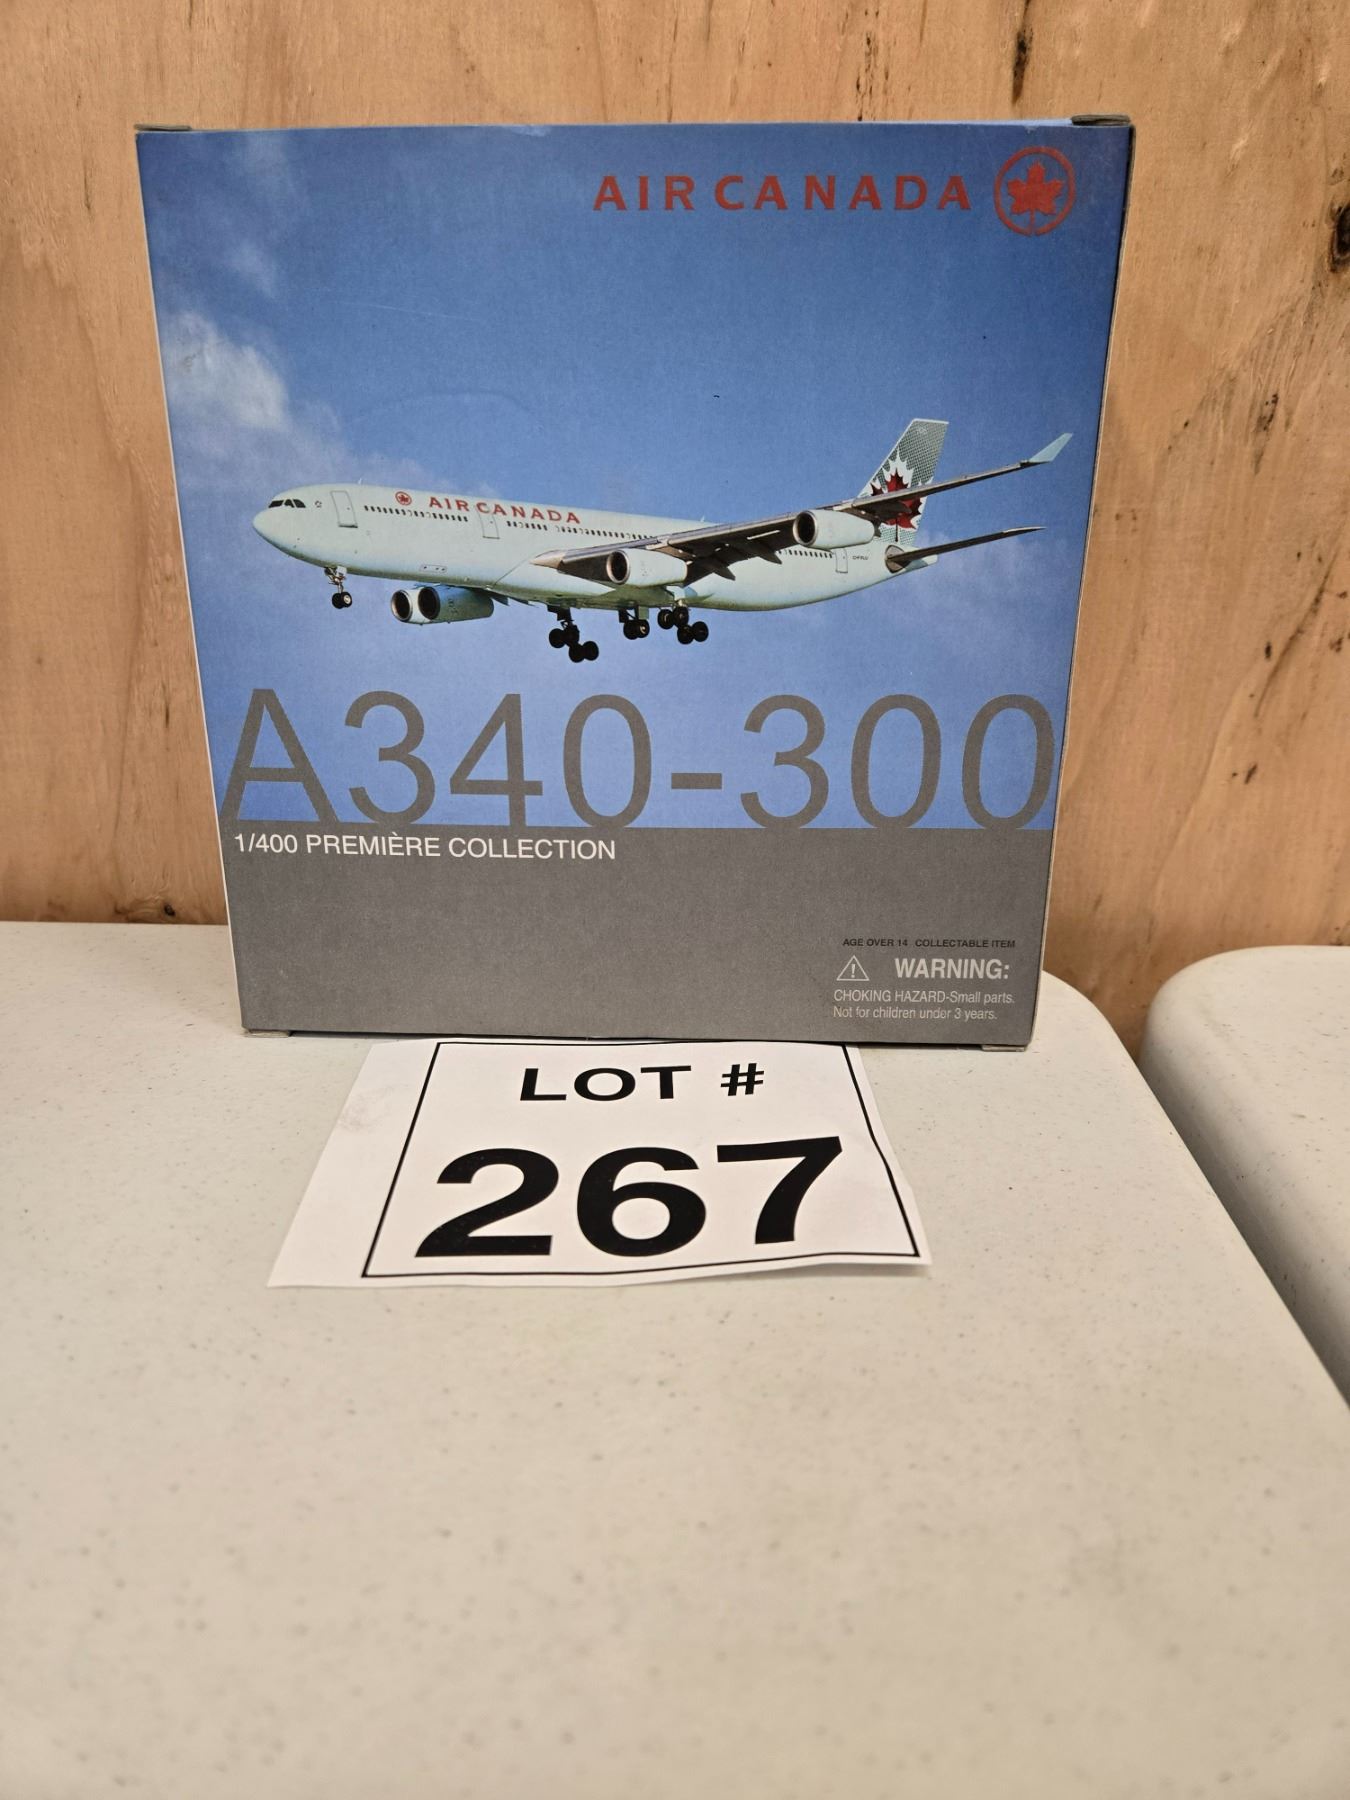 AIR CANADA
AIR CANADA
A340-300
1/400 PREMIÈRE COLLECTION
AGE OVER 14 COLLECTABLE ITEM
WARNING:
CHOKING HAZARD-Small parts.
Not for children under 3 years.
LOT #
267